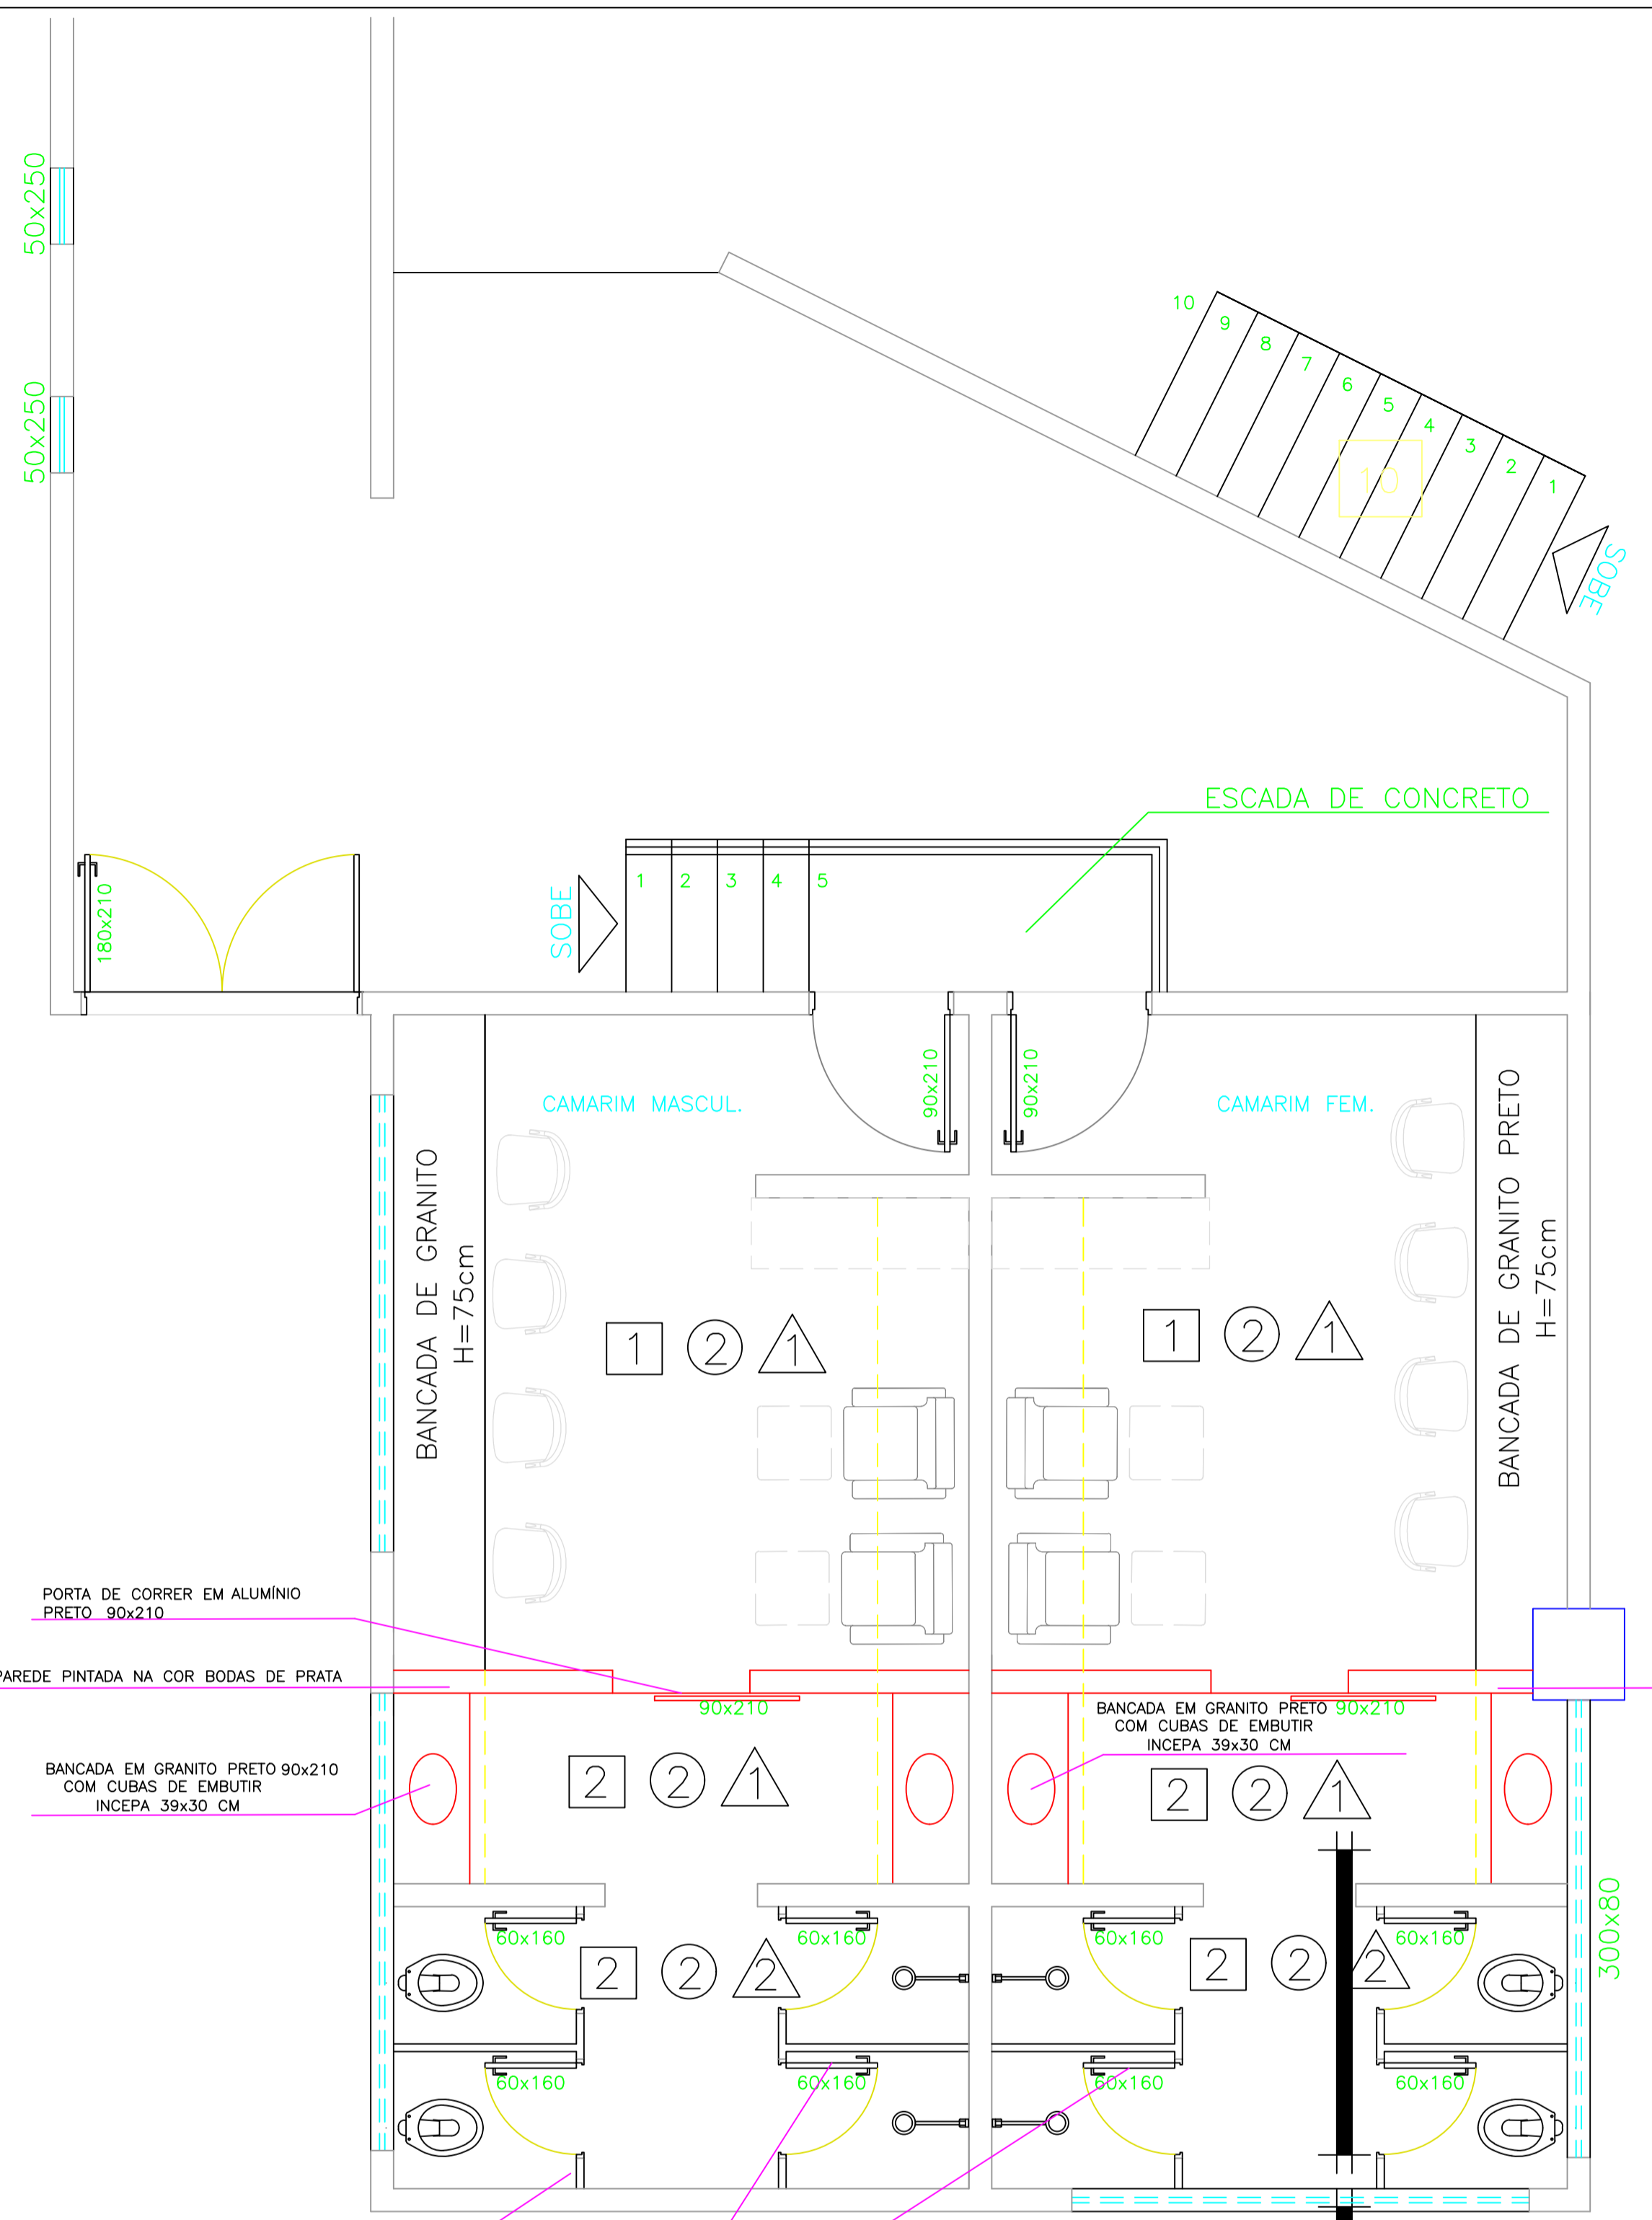 50x250
50x250
10
9
8
7
6
5
4
3
2
1
10
SOBE
ESCADA DE CONCRETO
180x210
SOBE
1
2
3
4
5
90x210
90x210
CAMARIM MASCUL.
CAMARIM FEM.
BANCADA DE GRANITO
H=75cm
BANCADA DE GRANITO PRETO
H=75cm
1 2 1
1 2 1
PORTA DE CORRER EM ALUMÍNIO
PRETO 90x210
PAREDE PINTADA NA COR BODAS DE PRATA
90x210
BANCADA EM GRANITO PRETO 90x210
COM CUBAS DE EMBUTIR
INCEPA 39x30 CM
BANCADA EM GRANITO PRETO 90x210
COM CUBAS DE EMBUTIR
INCEPA 39x30 CM
2 2 1
2 2 1
300x80
60x160
60x160
60x160
60x160
2 2 2
2 2 2
60x160
60x160
60x160
60x160